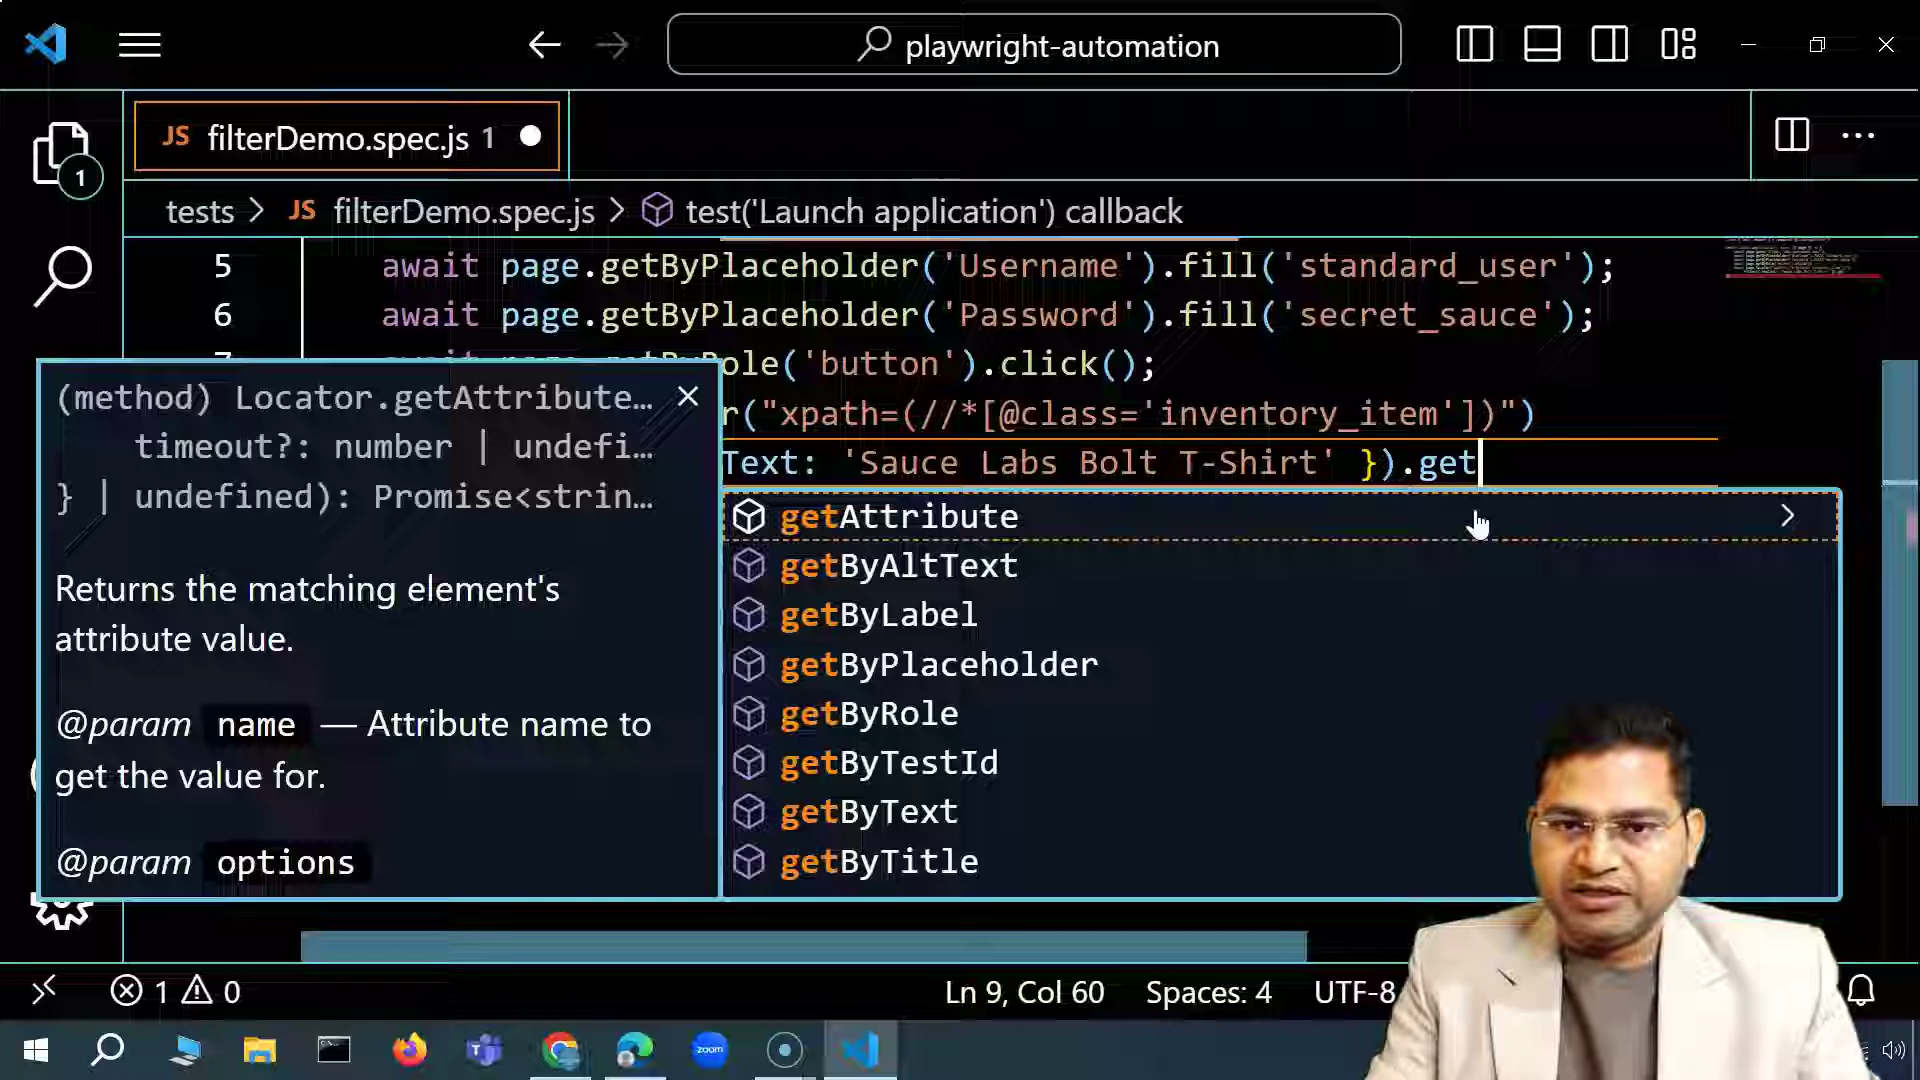 playwright-automation
JS filterDemo.spec.js 1
1
tests > JS filterDemo.spec.js > test('Launch application') callback
5 await page.getByPlaceholder('Username').fill('standard_user');
6 await page.getByPlaceholder('Password').fill('secret_sauce');
ole('button').click();
r("xpath=(//*[@class='inventory_item'])")
Text: 'Sauce Labs Bolt T-Shirt' }).get
(method) Locator.getAttribute…
timeout?: number | undefi…
} | undefined): Promise<strin…
Returns the matching element's
attribute value.
@param name — Attribute name to
get the value for.
@param options
getAttribute
getByAltText
getByLabel
getByPlaceholder
getByRole
getByTestId
getByText
getByTitle
1 0
Ln 9, Col 60 Spaces: 4 UTF-8
zoom